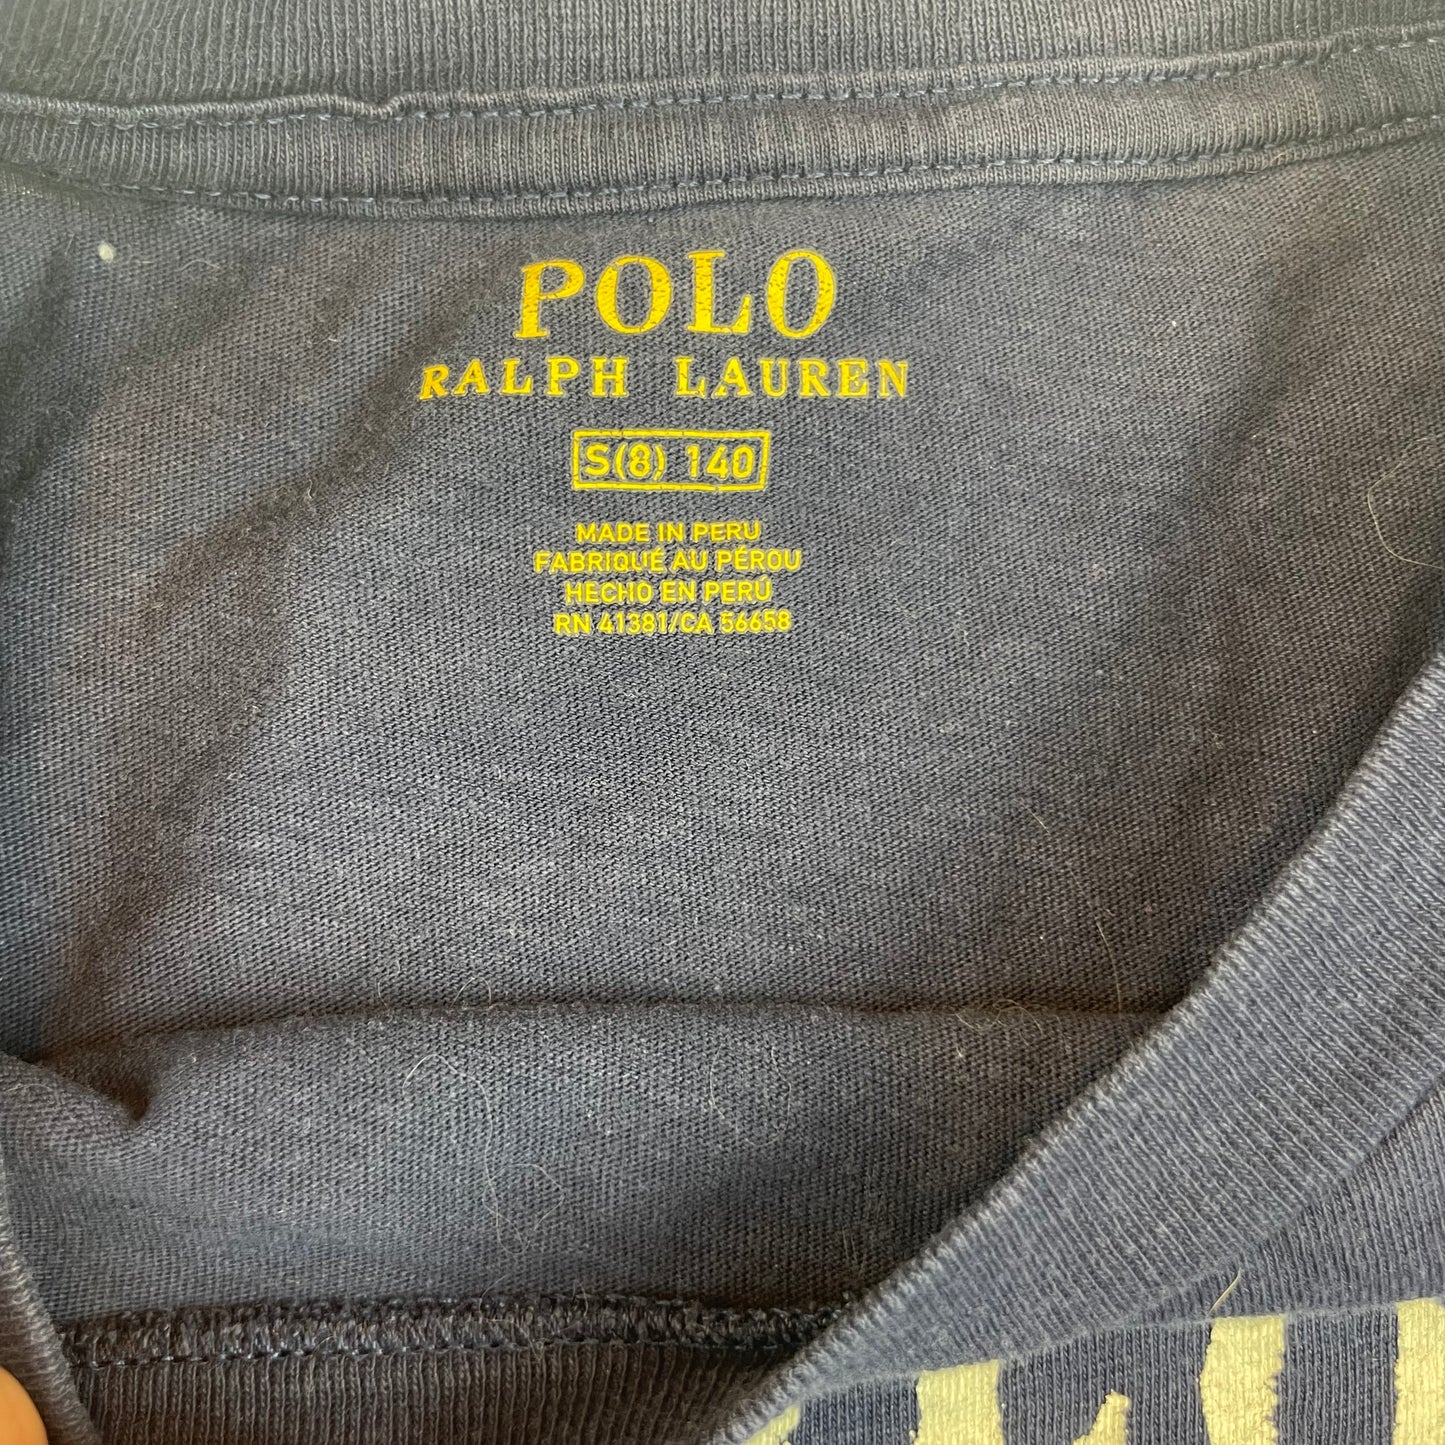 POLO
RALPH LAUREN
S(8) 140
MADE IN PERU
FABRIQUÉ AU PÉROU
HECHO EN PERÚ
RN 41381/CA 56658